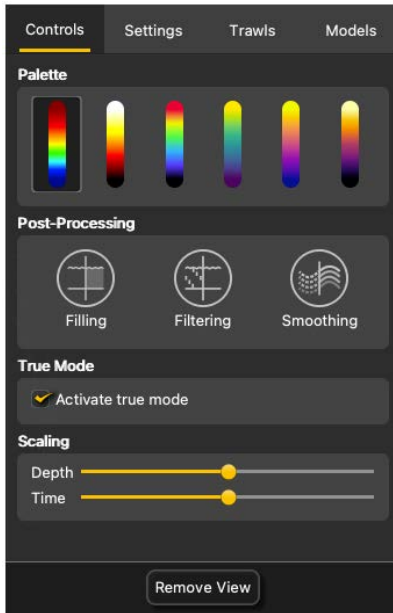 Controls Settings Trawls Models
Palette
Post-Processing
Filling Filtering Smoothing
True Mode
Activate true mode
Scaling
Depth
Time
Remove View